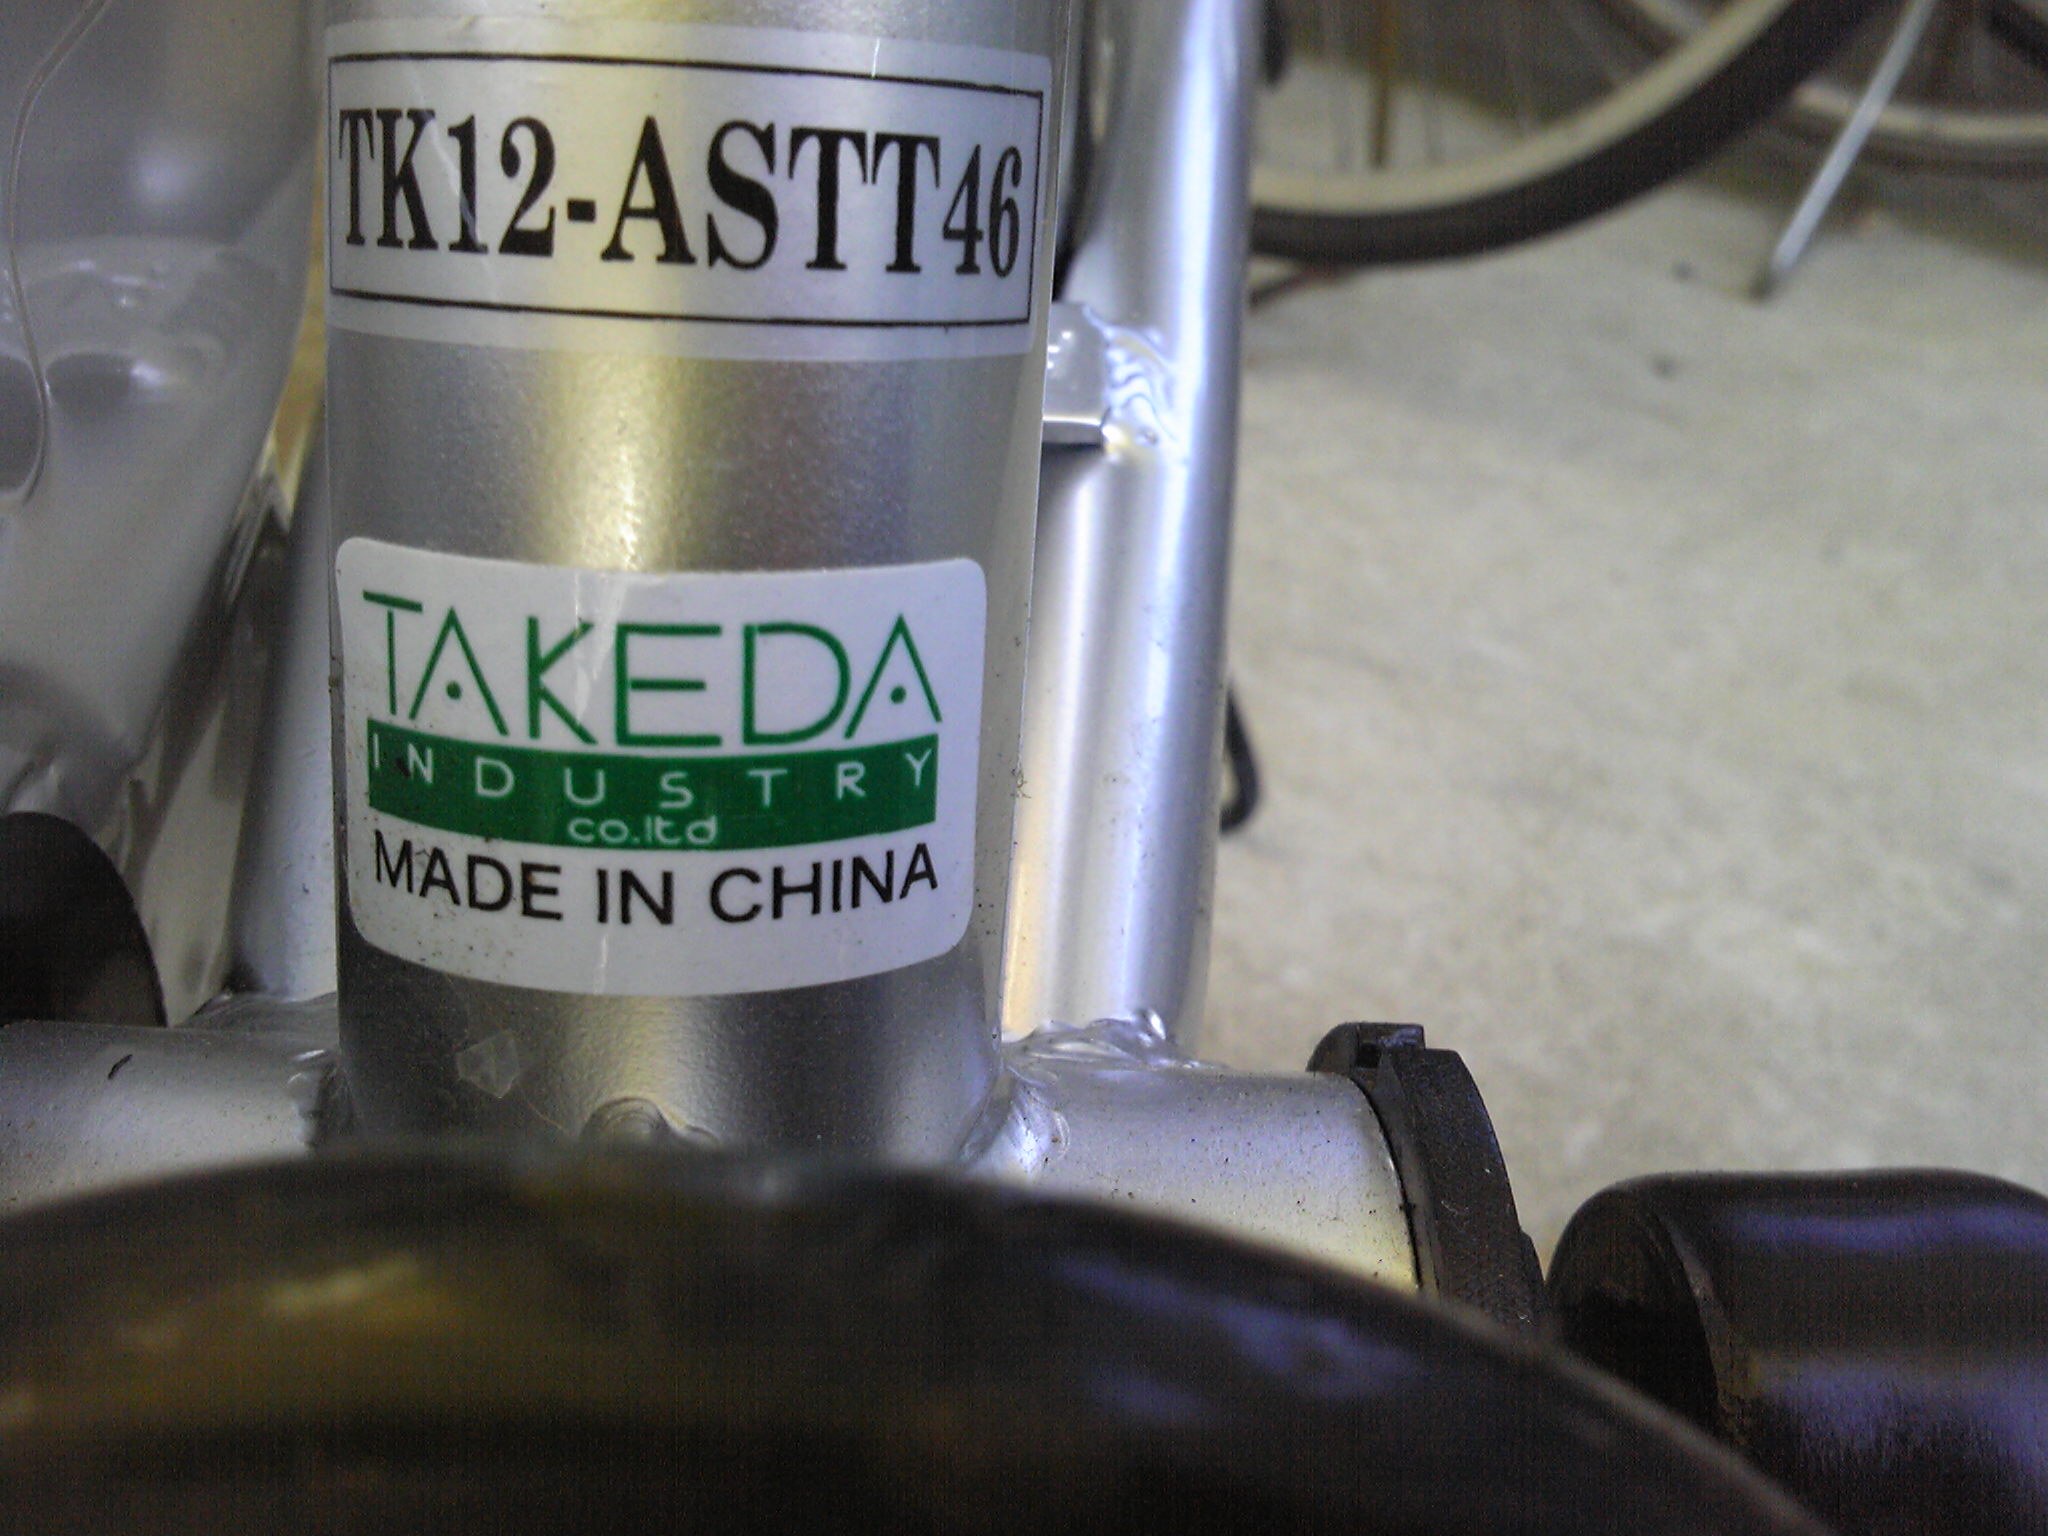 TK12-ASTT46
TAKEDA
INDUSTRY
co.ltd
MADE IN CHINA